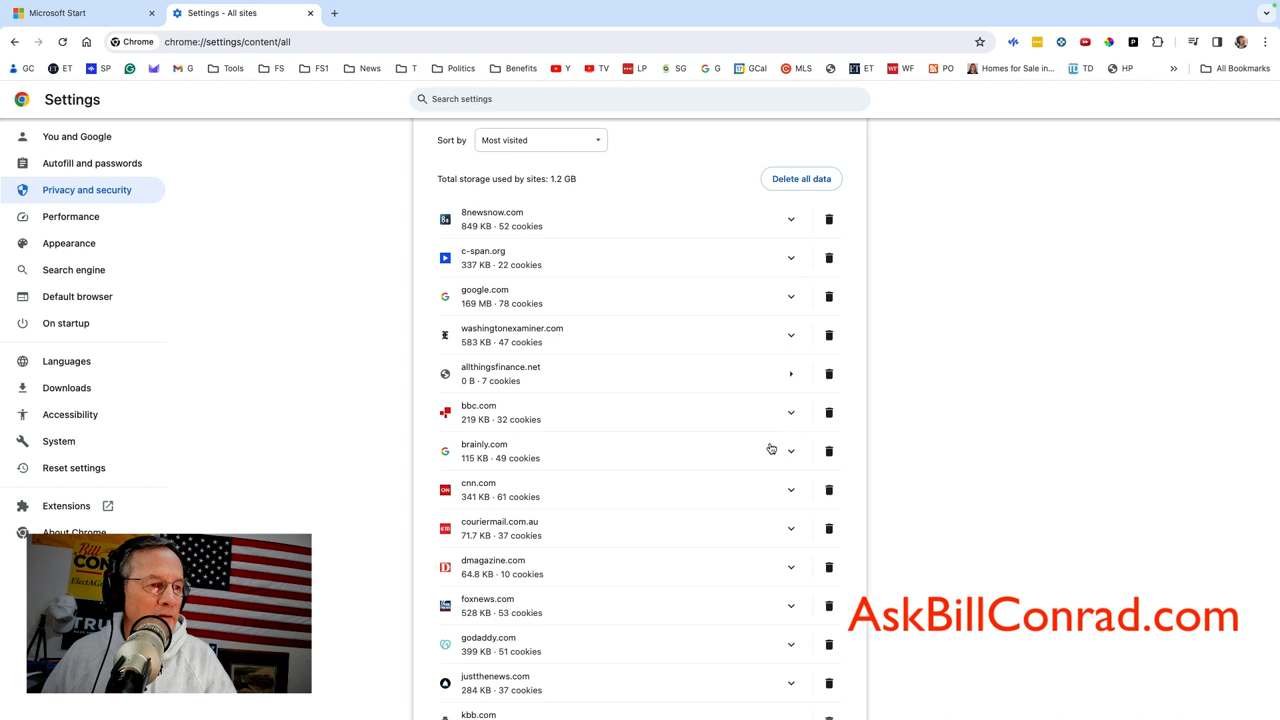 Microsoft Start
Settings - All sites
Chrome
chrome://settings/content/all
GC
ET
SP
G
Tools
FS
FS1
News
T
Politics
Benefits
Y
TV
LP
SG
G
GCal
MLS
ET
WF
PO
Homes for Sale in...
TD
HP
All Bookmarks
Settings
Search settings
You and Google
Autofill and passwords
Privacy and security
Performance
Appearance
Search engine
Default browser
On startup
Languages
Downloads
Accessibility
System
Reset settings
Extensions
About Chrome
Sort by
Most visited
Total storage used by sites: 1.2 GB
Delete all data
8newsnow.com
849 KB · 52 cookies
c-span.org
337 KB · 22 cookies
google.com
169 MB · 78 cookies
washingtonexaminer.com
583 KB · 47 cookies
allthingsfinance.net
0 B · 7 cookies
bbc.com
219 KB · 32 cookies
brainly.com
115 KB · 49 cookies
cnn.com
341 KB · 61 cookies
couriermail.com.au
71.7 KB · 37 cookies
dmagazine.com
64.8 KB · 10 cookies
foxnews.com
528 KB · 53 cookies
godaddy.com
399 KB · 51 cookies
justthenews.com
284 KB · 37 cookies
kbb.com
Bill
CON
TRU
AskBillConrad.com